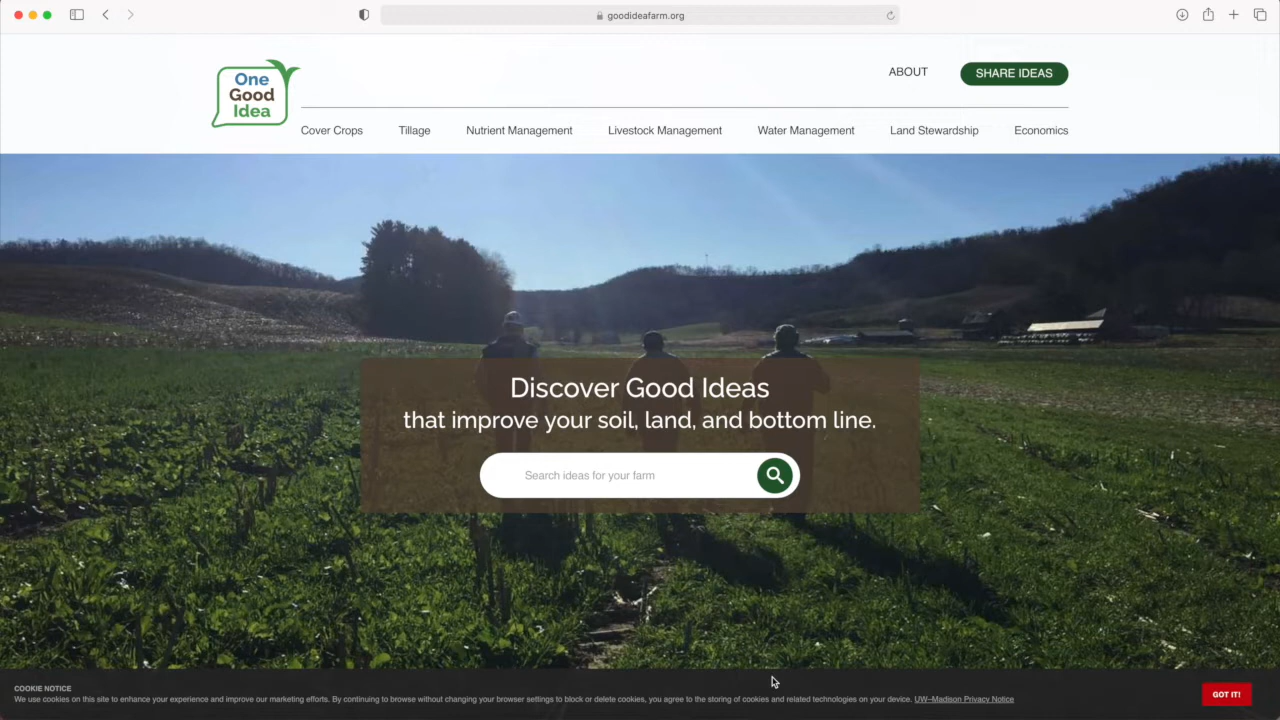 goodideafarm.org
One
Good
Idea
ABOUT
SHARE IDEAS
Cover Crops
Tillage
Nutrient Management
Livestock Management
Water Management
Land Stewardship
Economics
Discover Good Ideas
that improve your soil, land, and bottom line.
Search ideas for your farm
COOKIE NOTICE
We use cookies on this site to enhance your experience and improve our marketing efforts. By continuing to browse without changing your browser settings to block or delete cookies, you agree to the storing of cookies and related technologies on your device. UW–Madison Privacy Notice
GOT IT!